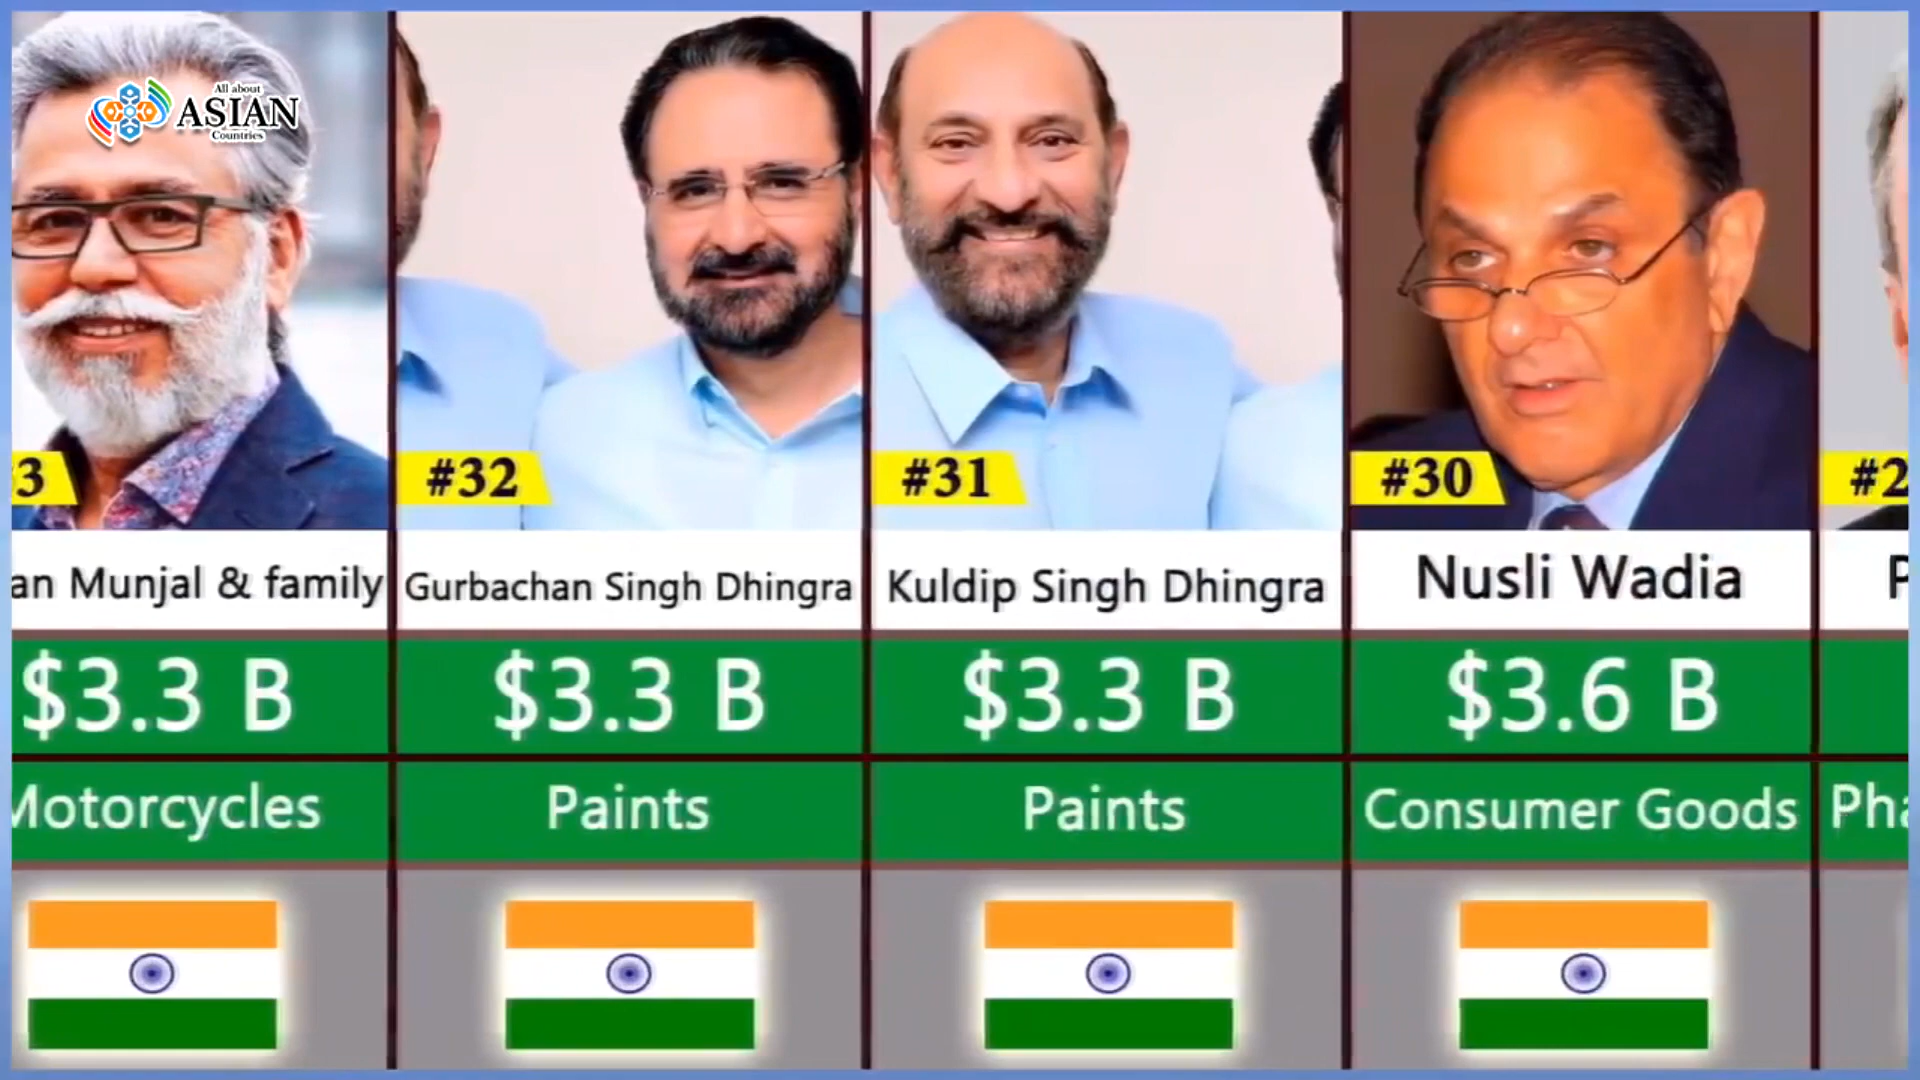 All about
ASIAN
Countries
3
#32
#31
#30
#2
an Munjal & family
Gurbachan Singh Dhingra
Kuldip Singh Dhingra
Nusli Wadia
P
$3.3 B
$3.3 B
$3.3 B
$3.6 B
Motorcycles
Paints
Paints
Consumer Goods
Pha